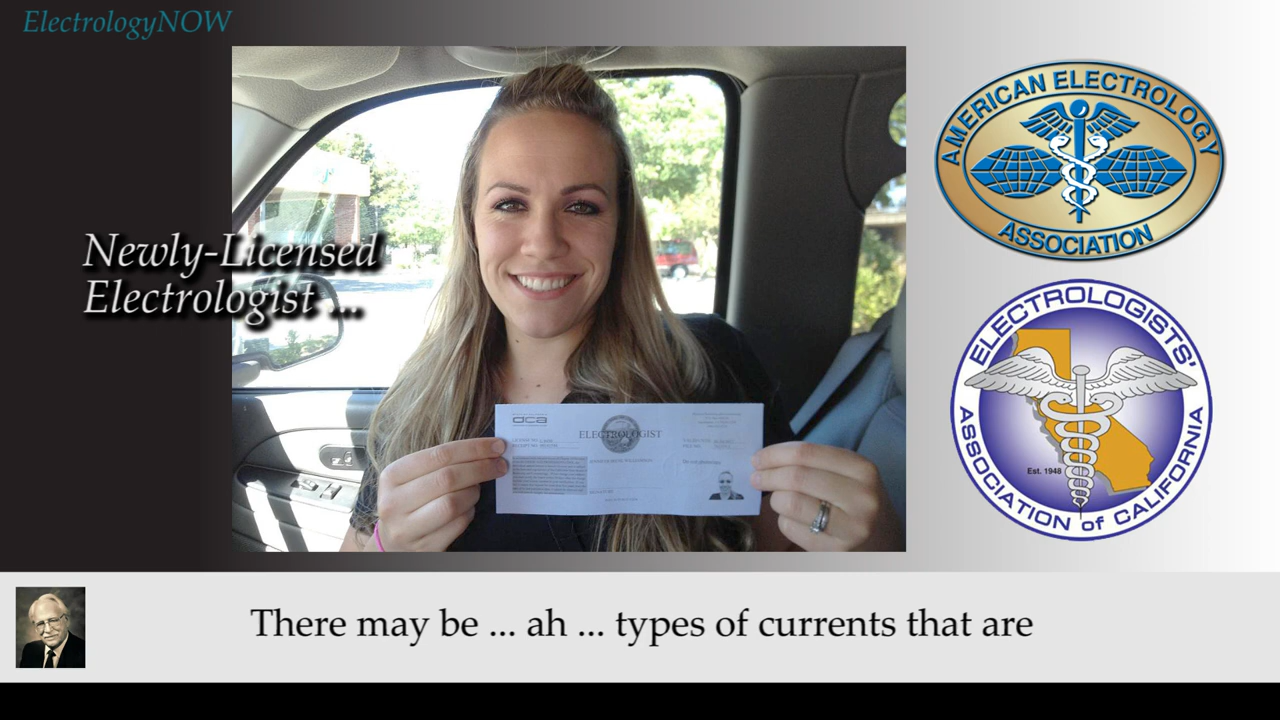 ElectrologyNOW
Newly-Licensed
Electrologist ...
dca
ELECTROLOGIST
AMERICAN ELECTROLOGY
ASSOCIATION
ELECTROLOGISTS'
Est. 1948
ASSOCIATION of CALIFORNIA
There may be ... ah ... types of currents that are